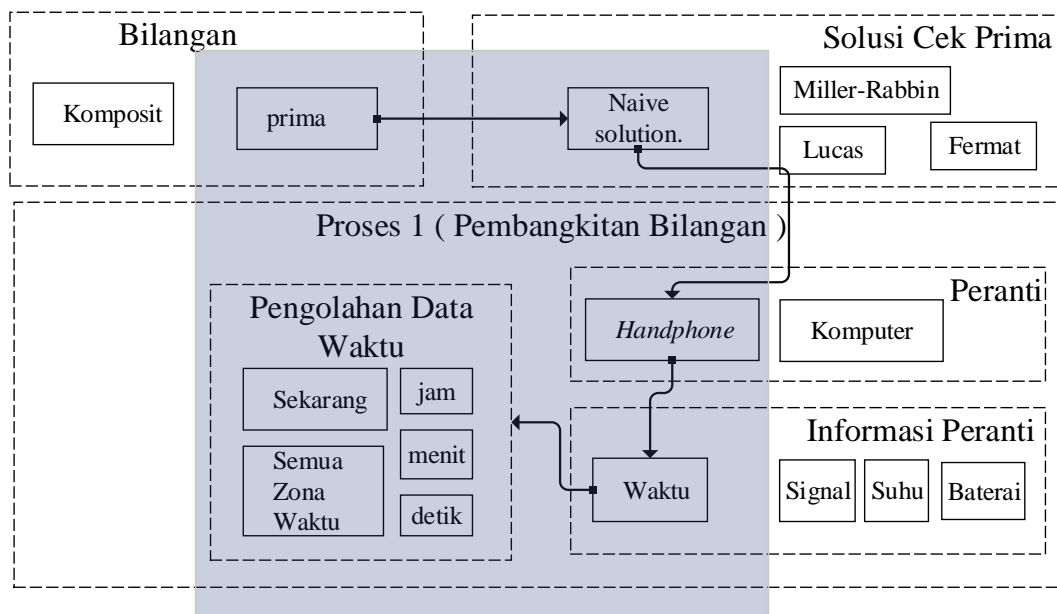 Bilangan
Komposit
prima
Solusi Cek Prima
Naive
solution.
Miller-Rabbin
Lucas
Fermat
Proses 1 ( Pembangkitan Bilangan )
Peranti
Handphone
Komputer
Pengolahan Data
Waktu
Sekarang
jam
Semua
Zona
Waktu
menit
detik
Informasi Peranti
Waktu
Signal
Suhu
Baterai